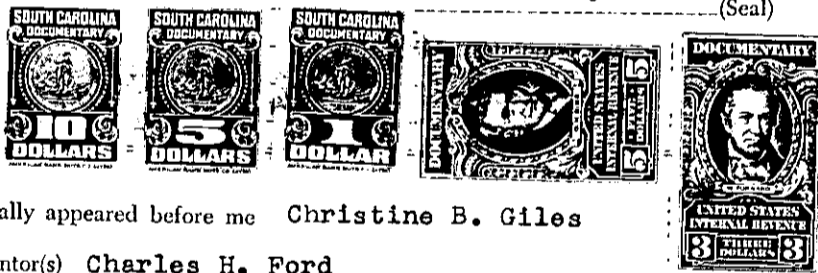 (Seal)
SOUTH CAROLINA
DOCUMENTARY
10
DOLLARS
SOUTH CAROLINA
DOCUMENTARY
5
DOLLARS
SOUTH CAROLINA
DOCUMENTARY
1
DOLLAR
DOCUMENTARY
UNITED STATES
INTERNAL REVENUE
5 DOLLARS 5
DOCUMENTARY
UNITED STATES
INTERNAL REVENUE
3 THREE DOLLARS 3
ally appeared before me Christine B. Giles
ntor(s) Charles H. Ford